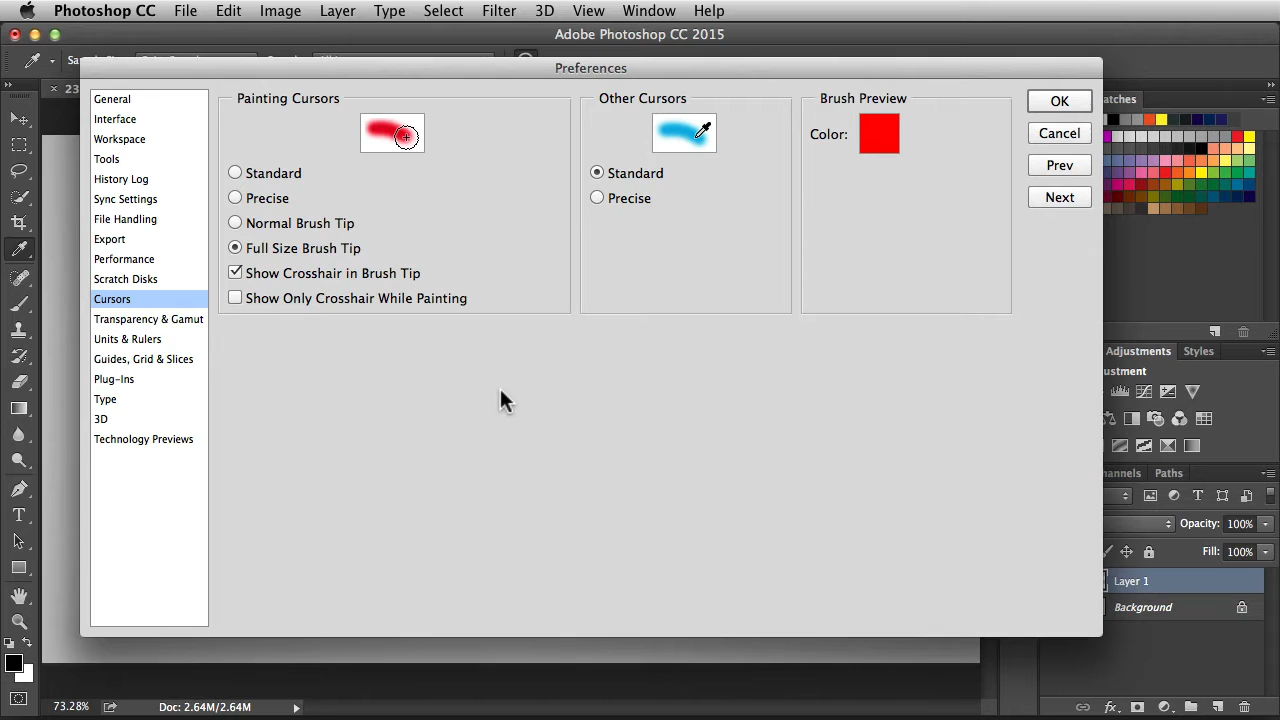 Photoshop CC File Edit Image Layer Type Select Filter 3D View Window Help
Adobe Photoshop CC 2015
Preferences
General
Interface
Workspace
Tools
History Log
Sync Settings
File Handling
Export
Performance
Scratch Disks
Cursors
Transparency & Gamut
Units & Rulers
Guides, Grid & Slices
Plug-Ins
Type
3D
Technology Previews
Painting Cursors
Standard
Precise
Normal Brush Tip
Full Size Brush Tip
Show Crosshair in Brush Tip
Show Only Crosshair While Painting
Other Cursors
Standard
Precise
Brush Preview
Color:
OK
Cancel
Prev
Next
atches
Adjustments Styles
ustment
annels Paths
Opacity: 100%
Fill: 100%
Layer 1
Background
73.28% Doc: 2.64M/2.64M